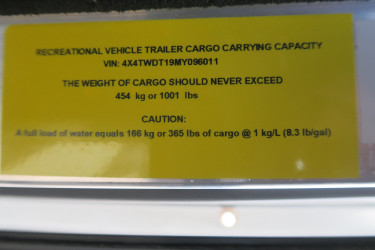 RECREATIONAL VEHICLE TRAILER CARGO CARRYING CAPACITY
VIN: 4X4TWDT19MY096011
THE WEIGHT OF CARGO SHOULD NEVER EXCEED
454 kg or 1001 lbs
CAUTION:
A full load of water equals 166 kg or 365 lbs of cargo @ 1 kg/L (8.3 lb/gal)